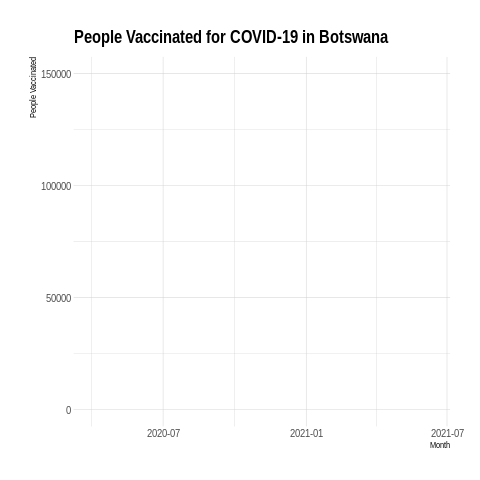 People Vaccinated for COVID-19 in Botswana
People Vaccinated
150000
100000
50000
0
2020-07
2021-01
2021-07
Month